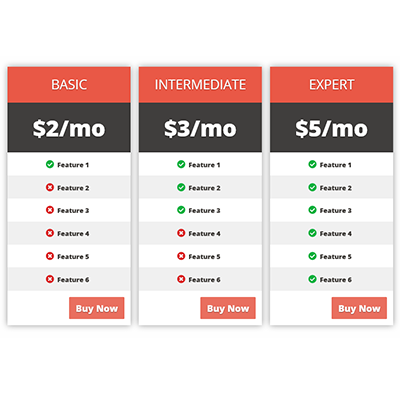 BASIC
$2/mo
Feature 1
Feature 2
Feature 3
Feature 4
Feature 5
Feature 6
Buy Now
INTERMEDIATE
$3/mo
Feature 1
Feature 2
Feature 3
Feature 4
Feature 5
Feature 6
Buy Now
EXPERT
$5/mo
Feature 1
Feature 2
Feature 3
Feature 4
Feature 5
Feature 6
Buy Now